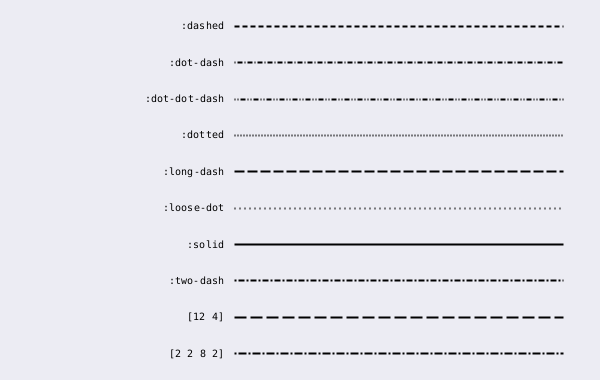 :dashed
:dot-dash
:dot-dot-dash
:dotted
:long-dash
:loose-dot
:solid
:two-dash
[12 4]
[2 2 8 2]